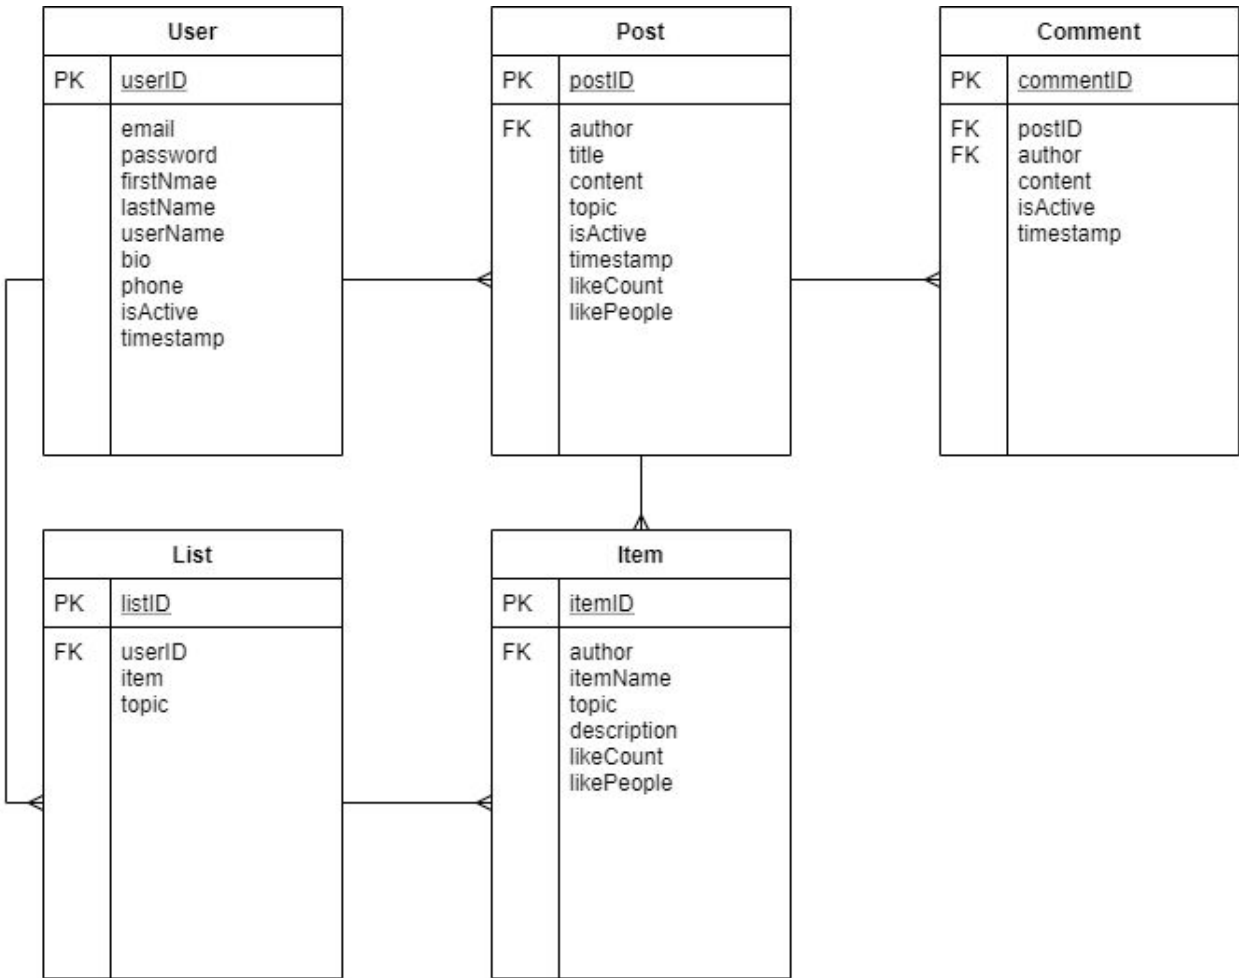 User
PK userID
email
password
firstNmae
lastName
userName
bio
phone
isActive
timestamp
Post
PK postID
FK author
title
content
topic
isActive
timestamp
likeCount
likePeople
Comment
PK commentID
FK postID
FK author
content
isActive
timestamp
List
PK listID
FK userID
item
topic
Item
PK itemID
FK author
itemName
topic
description
likeCount
likePeople